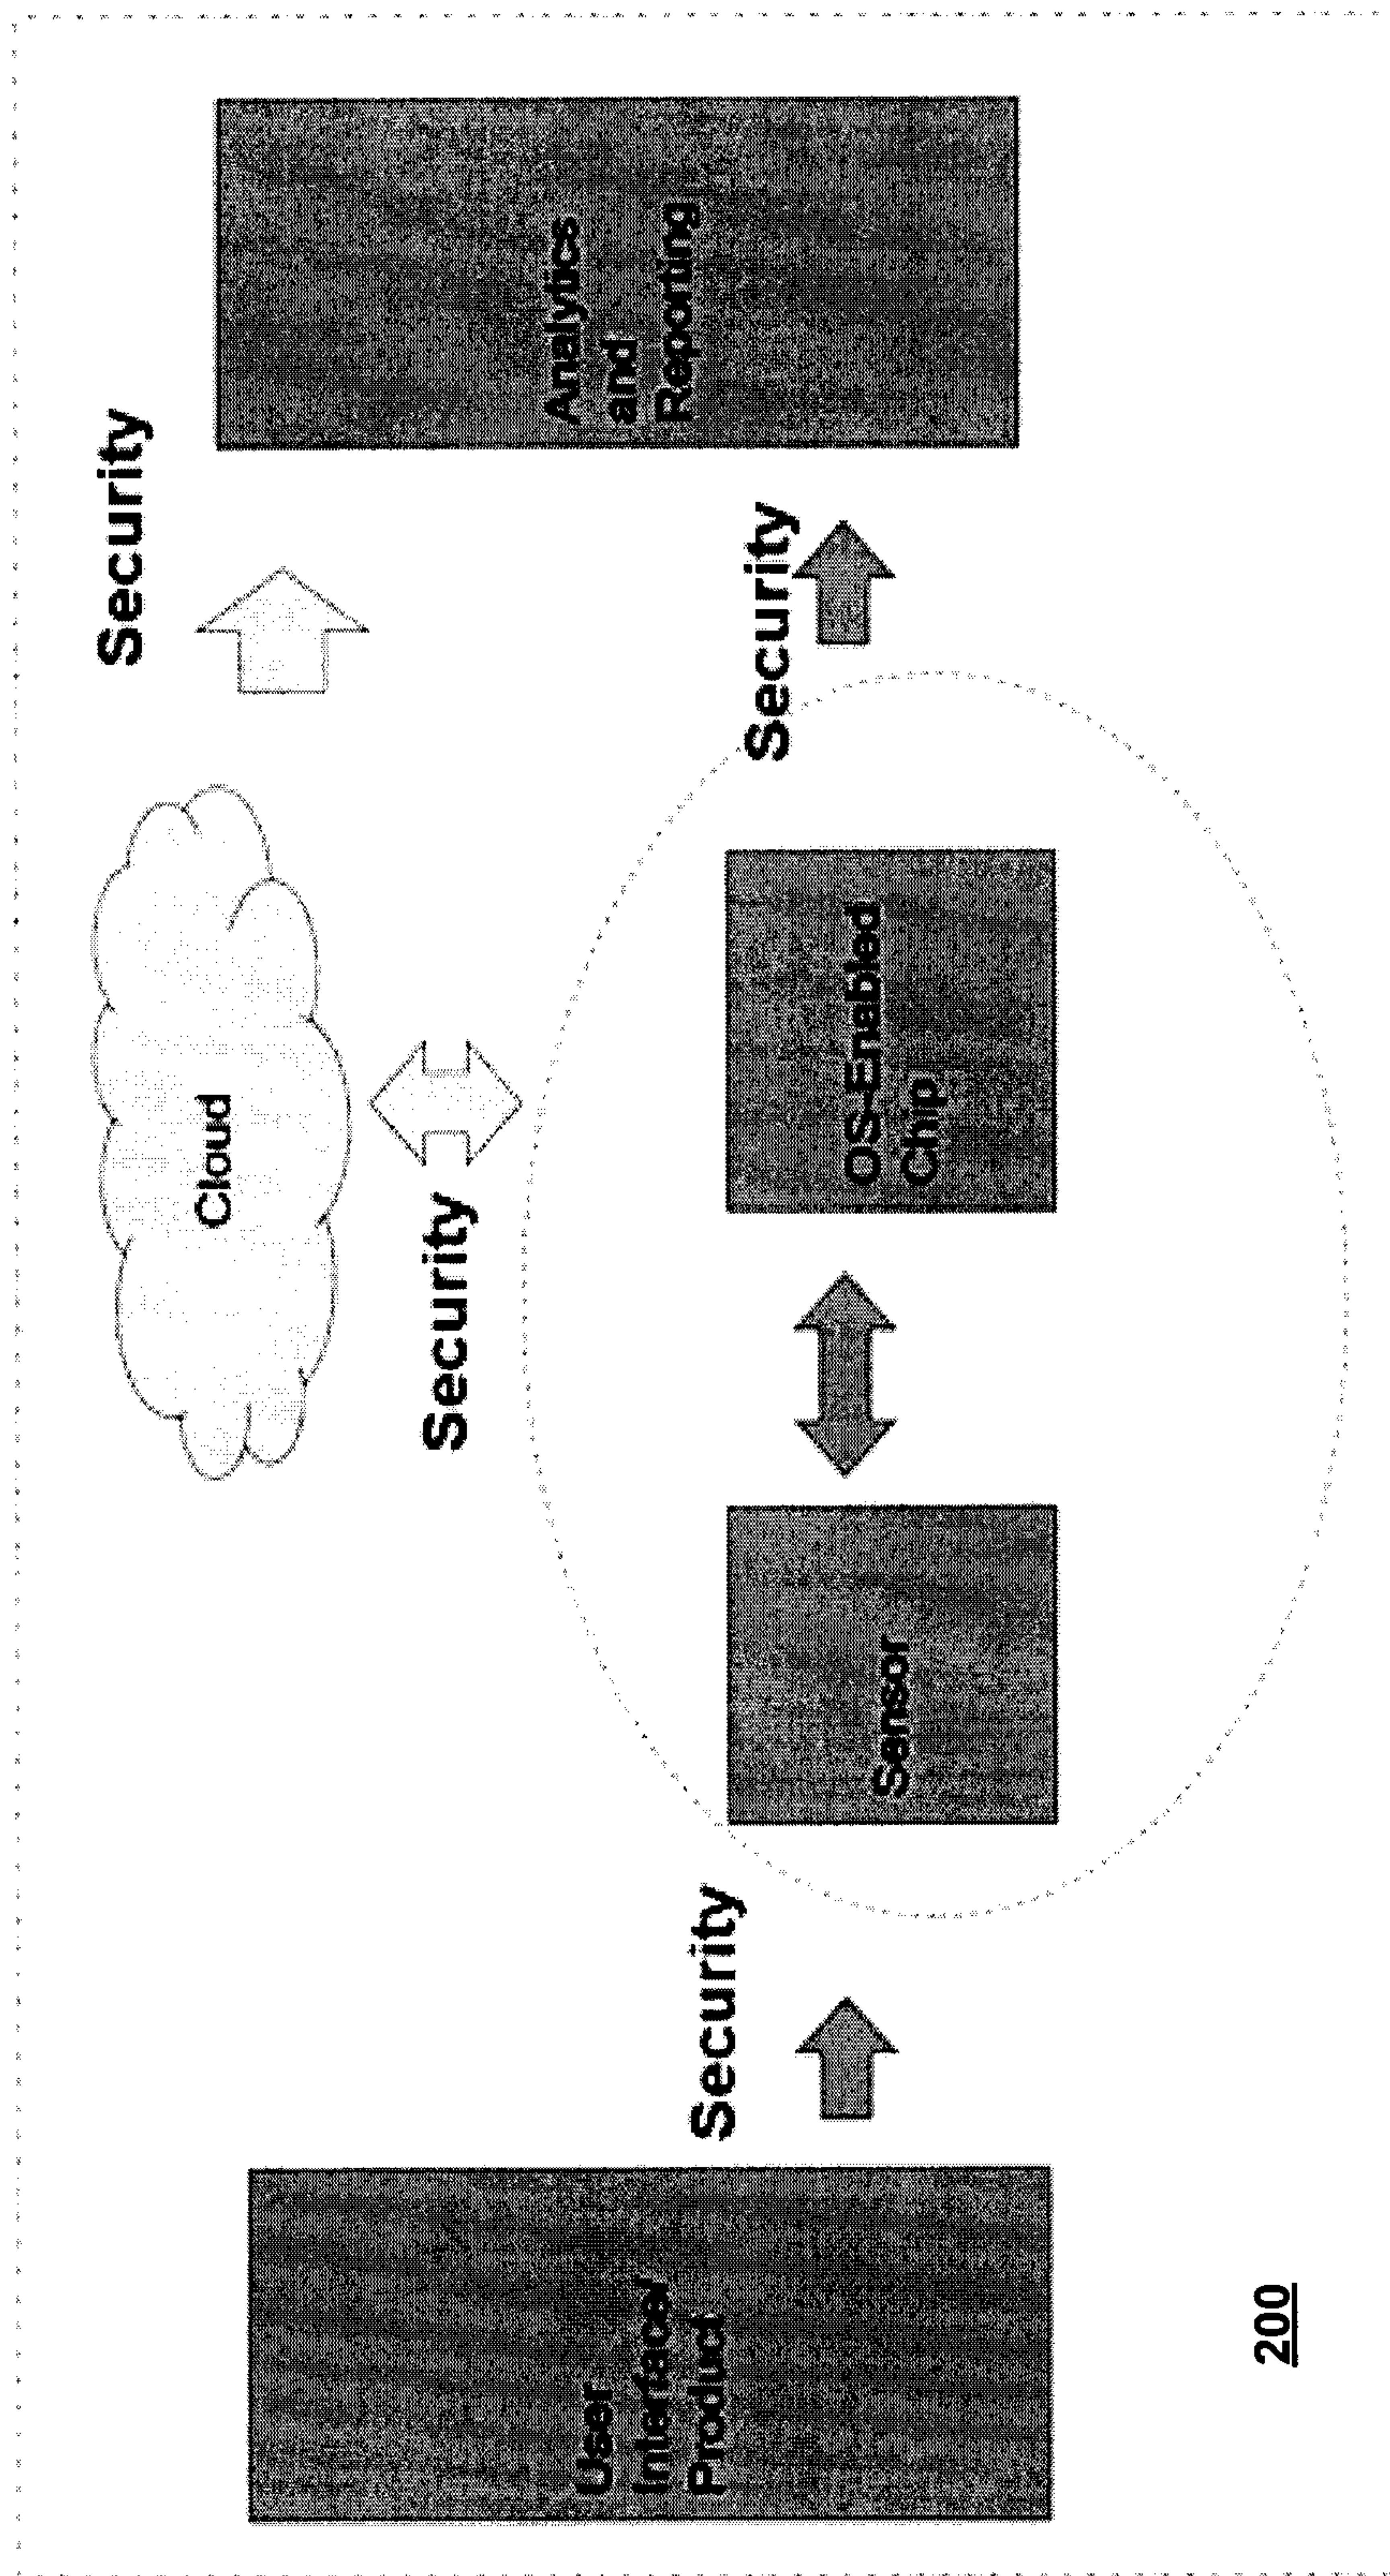 Security
Cloud
Security
Analytics
and
Reporting
Security
User
Interface/
Product
Security
Sensor
OS-Enabled
Chip
200